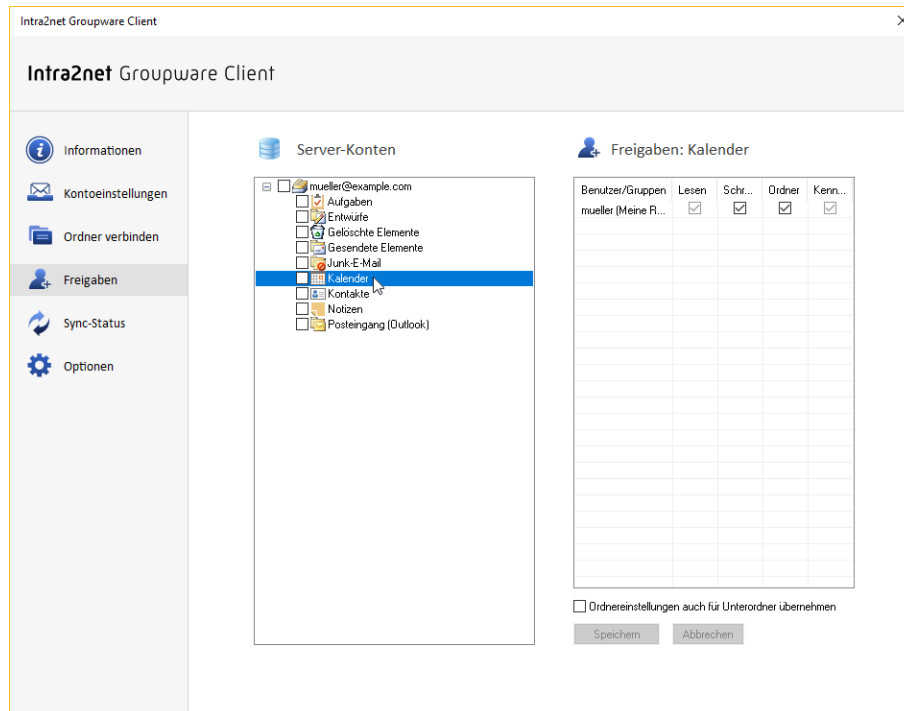 Intra2net Groupware Client
Intra2net Groupware Client
Informationen
Kontoeinstellungen
Ordner verbinden
Freigaben
Sync-Status
Optionen
Server-Konten
mueller@example.com
Aufgaben
Entwürfe
Gelöschte Elemente
Gesendete Elemente
Junk-E-Mail
Kalender
Kontakte
Notizen
Posteingang (Outlook)
Freigaben: Kalender
Benutzer/Gruppen Lesen Schr... Ordner Kenn...
mueller (Meine R...
Ordnereinstellungen auch für Unterordner übernehmen
Speichern Abbrechen